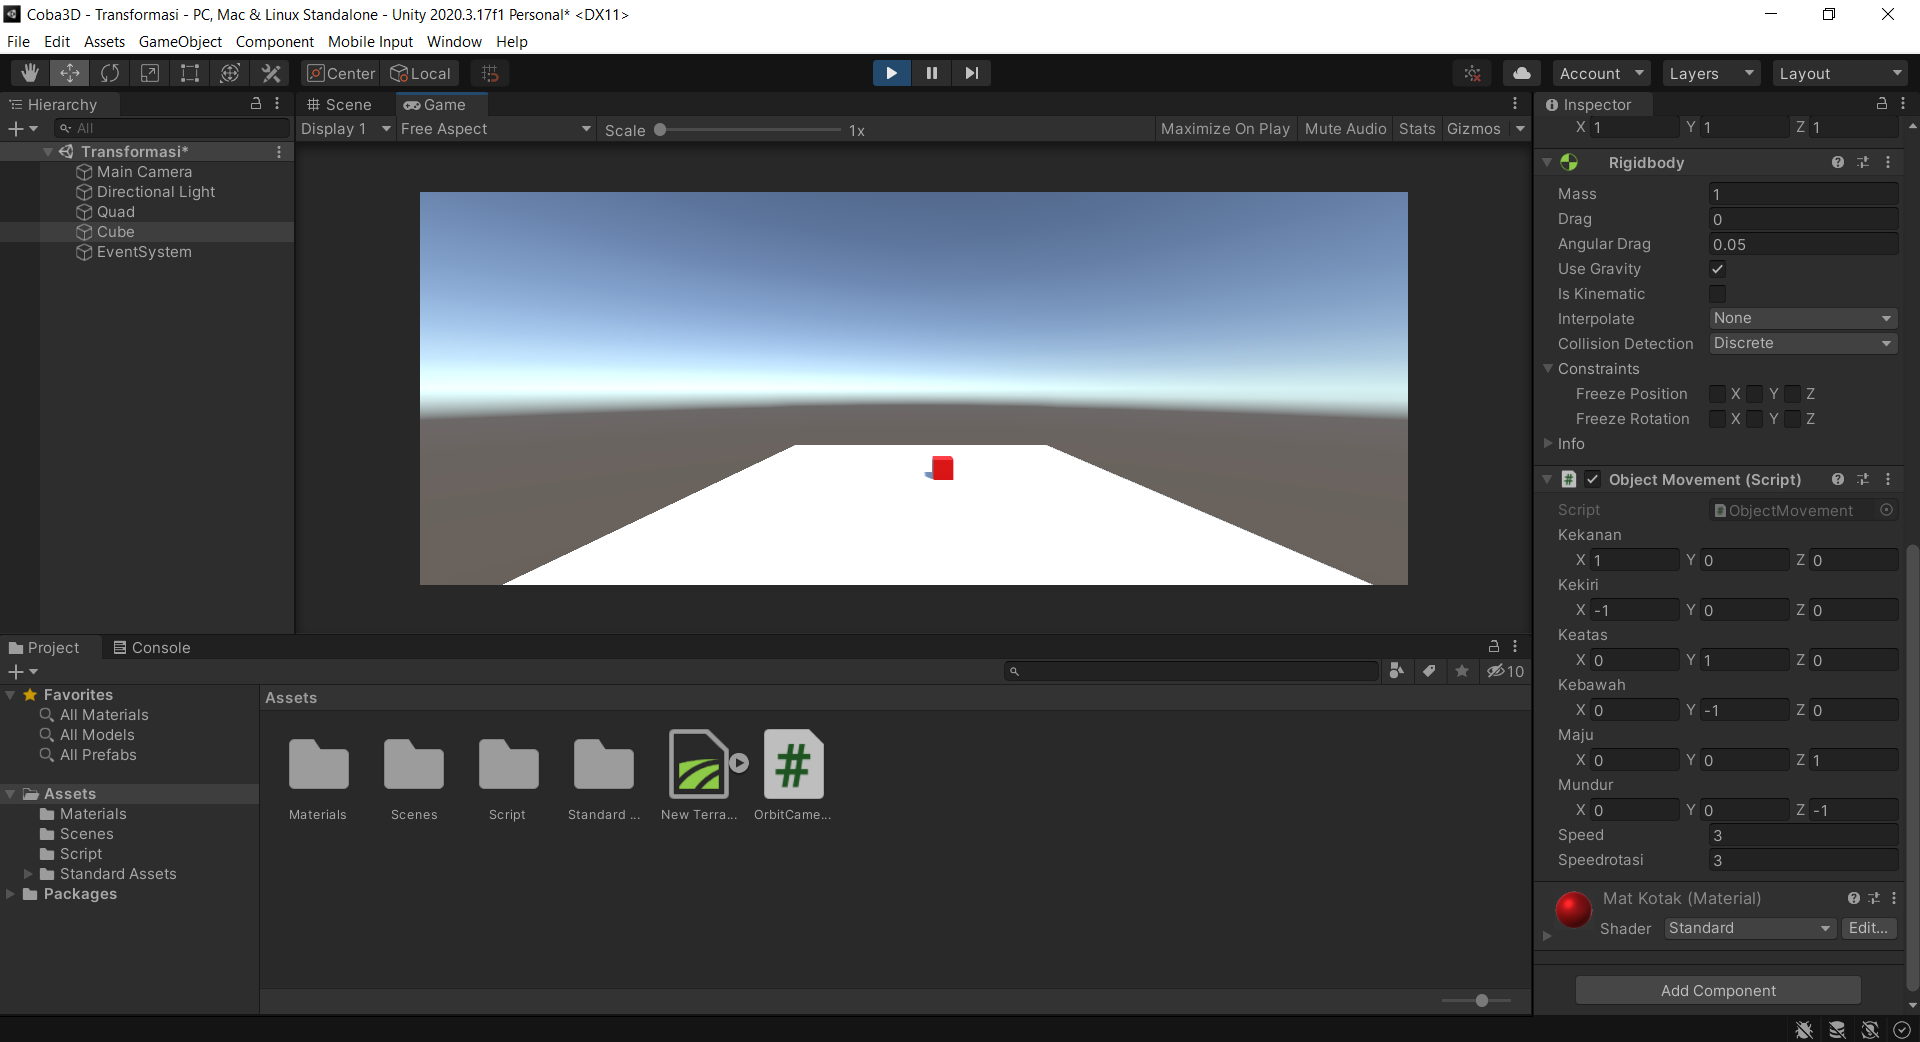 Coba3D - Transformasi - PC, Mac & Linux Standalone - Unity 2020.3.17f1 Personal* <DX11>
File Edit Assets GameObject Component Mobile Input Window Help
Center Local Account Layers Layout
Hierarchy
All
Transformasi*
Main Camera
Directional Light
Quad
Cube
EventSystem
Scene Game
Display 1 Free Aspect Scale 1x Maximize On Play Mute Audio Stats Gizmos
Inspector
X 1 Y 1 Z 1
Rigidbody
Mass 1
Drag 0
Angular Drag 0.05
Use Gravity
Is Kinematic
Interpolate None
Collision Detection Discrete
Constraints
Freeze Position X Y Z
Freeze Rotation X Y Z
Info
# Object Movement (Script)
Script # ObjectMovement
Kekanan
X 1 Y 0 Z 0
Kekiri
X -1 Y 0 Z 0
Keatas
X 0 Y 1 Z 0
Kebawah
X 0 Y -1 Z 0
Maju
X 0 Y 0 Z 1
Mundur
X 0 Y 0 Z -1
Speed 3
Speedrotasi 3
Mat Kotak (Material)
Shader Standard Edit...
Add Component
Project Console
10
Favorites
All Materials
All Models
All Prefabs
Assets
Materials
Scenes
Script
Standard Assets
Packages
Assets
#
Materials Scenes Script Standard ... New Terra... OrbitCame...